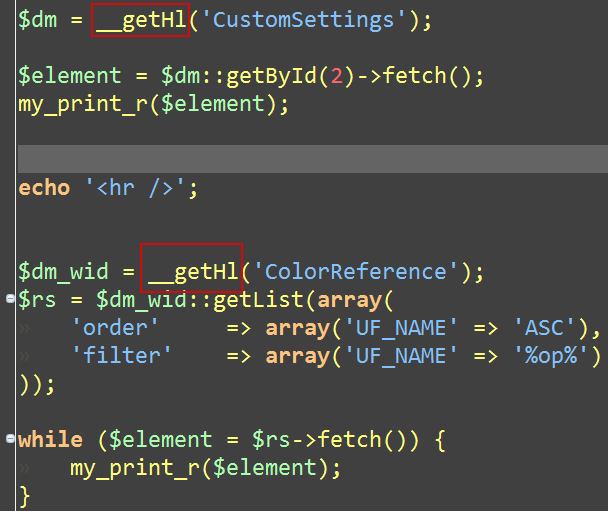 $dm = __getHl('CustomSettings');
$element = $dm::getById(2)->fetch();
my_print_r($element);
echo '<hr />';
$dm_wid = __getHl('ColorReference');
$rs = $dm_wid::getList(array(
» 'order' => array('UF_NAME' => 'ASC'),
» 'filter' => array('UF_NAME' => '%op%')
));
while ($element = $rs->fetch()) {
» my_print_r($element);
}